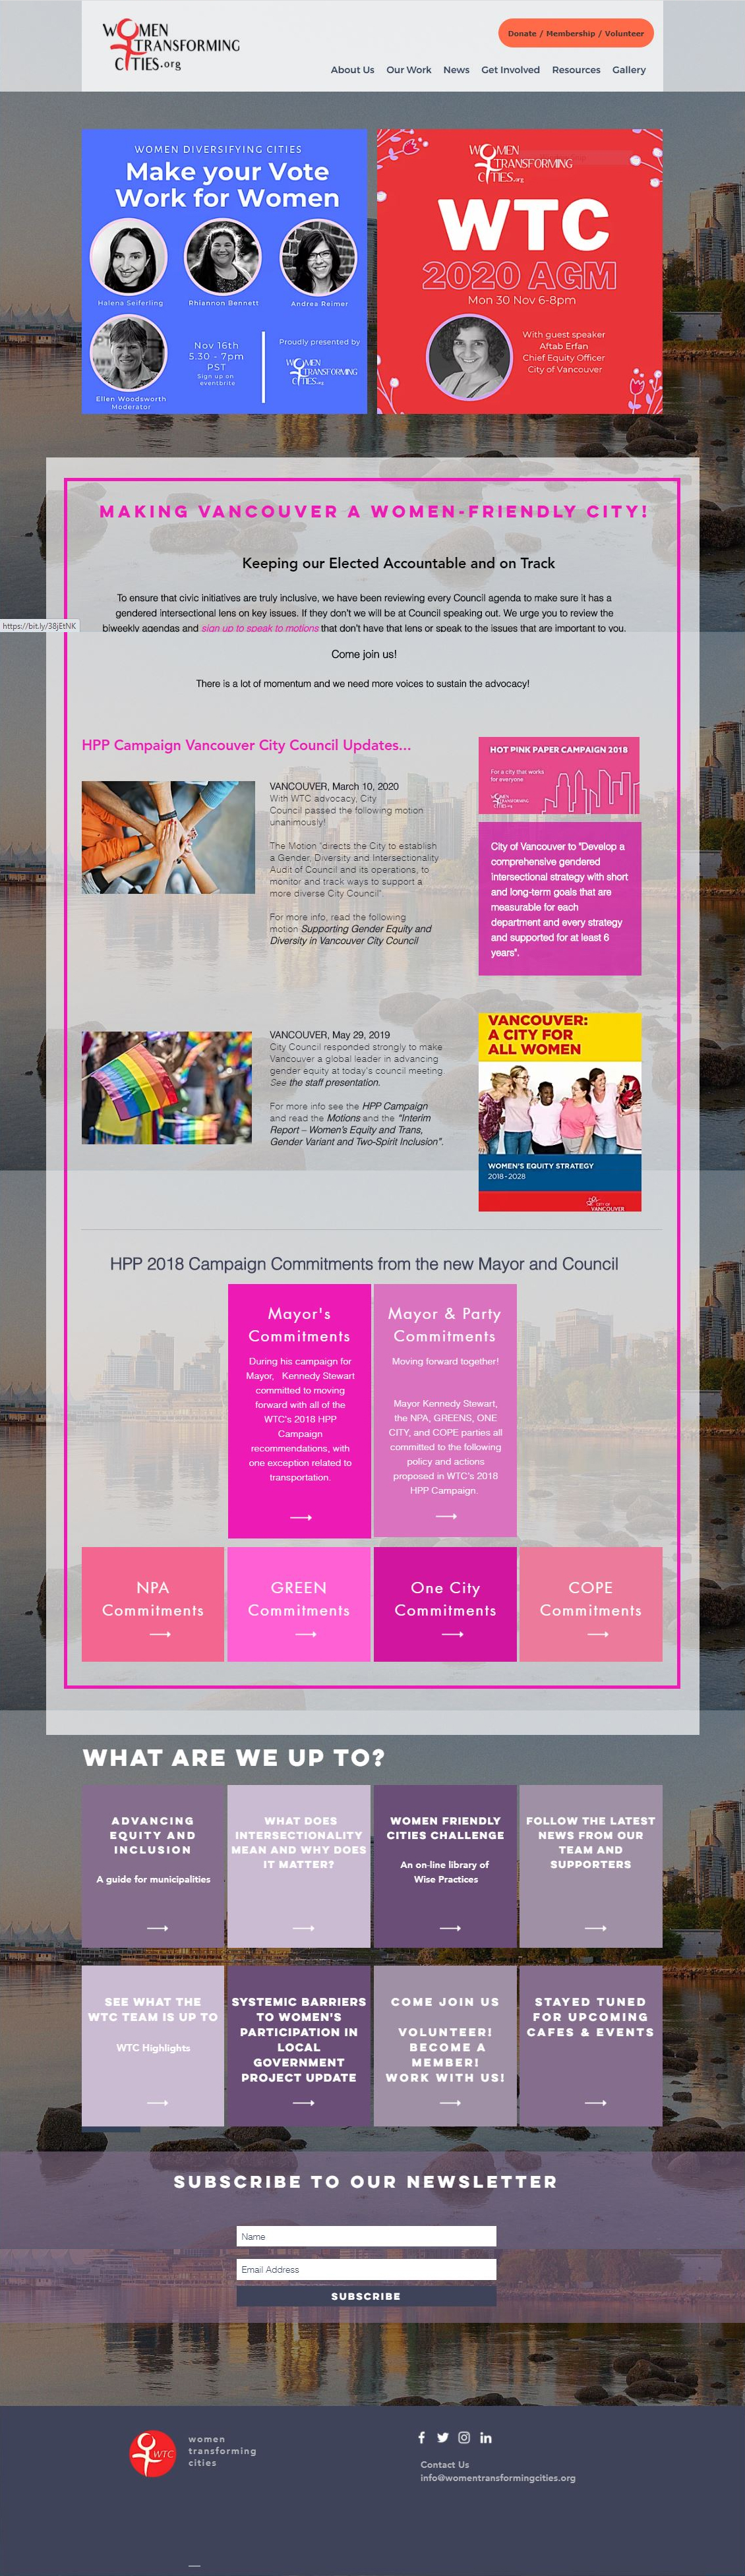 WOMEN
TRANSFORMING
CITIES.org
Donate / Membership / Volunteer
About Us Our Work News Get Involved Resources Gallery
WOMEN DIVERSIFYING CITIES
Make your Vote
Work for Women
Halena Seiferling Rhiannon Bennett Andrea Reimer
Nov 16th
5.30 - 7pm
PST
Sign up on
eventbrite
Proudly presented by
WOMEN
TRANSFORMING
CITIES.org
Ellen Woodsworth
Moderator
WOMEN
TRANSFORMING
CITIES.org
WTC
2020 AGM
Mon 30 Nov 6-8pm
With guest speaker
Aftab Erfan
Chief Equity Officer
City of Vancouver
MAKING VANCOUVER A WOMEN-FRIENDLY CITY!
Keeping our Elected Accountable and on Track
To ensure that civic initiatives are truly inclusive, we have been reviewing every Council agenda to make sure it has a
gendered intersectional lens on key issues. If they don't we will be at Council speaking out. We urge you to review the
biweekly agendas and sign up to speak to motions that don't have that lens or speak to the issues that are important to you.
https://bit.ly/38jEtNK
Come join us!
There is a lot of momentum and we need more voices to sustain the advocacy!
HPP Campaign Vancouver City Council Updates...
VANCOUVER, March 10, 2020
With WTC advocacy, City
Council passed the following motion
unanimously!
The Motion "directs the City to establish
a Gender, Diversity and Intersectionality
Audit of Council and its operations, to
monitor and track ways to support a
more diverse City Council".
For more info, read the following
motion Supporting Gender Equity and
Diversity in Vancouver City Council
HOT PINK PAPER CAMPAIGN 2018
For a city that works
for everyone
WOMEN
TRANSFORMING
CITIES.org
City of Vancouver to "Develop a
comprehensive gendered
intersectional strategy with short
and long-term goals that are
measurable for each
department and every strategy
and supported for at least 6
years".
VANCOUVER, May 29, 2019
City Council responded strongly to make
Vancouver a global leader in advancing
gender equity at today's council meeting.
See the staff presentation.
For more info see the HPP Campaign
and read the Motions and the "Interim
Report – Women's Equity and Trans,
Gender Variant and Two-Spirit Inclusion".
VANCOUVER:
A CITY FOR
ALL WOMEN
WOMEN'S EQUITY STRATEGY
2018-2028
CITY OF
VANCOUVER
HPP 2018 Campaign Commitments from the new Mayor and Council
Mayor's
Commitments
During his campaign for
Mayor, Kennedy Stewart
committed to moving
forward with all of the
WTC's 2018 HPP
Campaign
recommendations, with
one exception related to
transportation.
Mayor & Party
Commitments
Moving forward together!
Mayor Kennedy Stewart,
the NPA, GREENS, ONE
CITY, and COPE parties all
committed to the following
policy and actions
proposed in WTC's 2018
HPP Campaign.
NPA
Commitments
GREEN
Commitments
One City
Commitments
COPE
Commitments
WHAT ARE WE UP TO?
ADVANCING
EQUITY AND
INCLUSION
A guide for municipalities
WHAT DOES
INTERSECTIONALITY
MEAN AND WHY DOES
IT MATTER?
WOMEN FRIENDLY
CITIES CHALLENGE
An on-line library of
Wise Practices
FOLLOW THE LATEST
NEWS FROM OUR
TEAM AND
SUPPORTERS
SEE WHAT THE
WTC TEAM IS UP TO
WTC Highlights
SYSTEMIC BARRIERS
TO WOMEN'S
PARTICIPATION IN
LOCAL
GOVERNMENT
PROJECT UPDATE
COME JOIN US
VOLUNTEER!
BECOME A
MEMBER!
WORK WITH US!
STAYED TUNED
FOR UPCOMING
CAFES & EVENTS
SUBSCRIBE TO OUR NEWSLETTER
Name
Email Address
SUBSCRIBE
WTC
women
transforming
cities
Contact Us
info@womentransformingcities.org